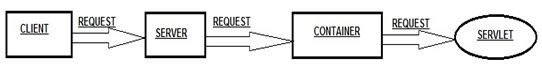 CLIENT
REQUEST
SERVER
REQUEST
CONTAINER
REQUEST
SERVLET